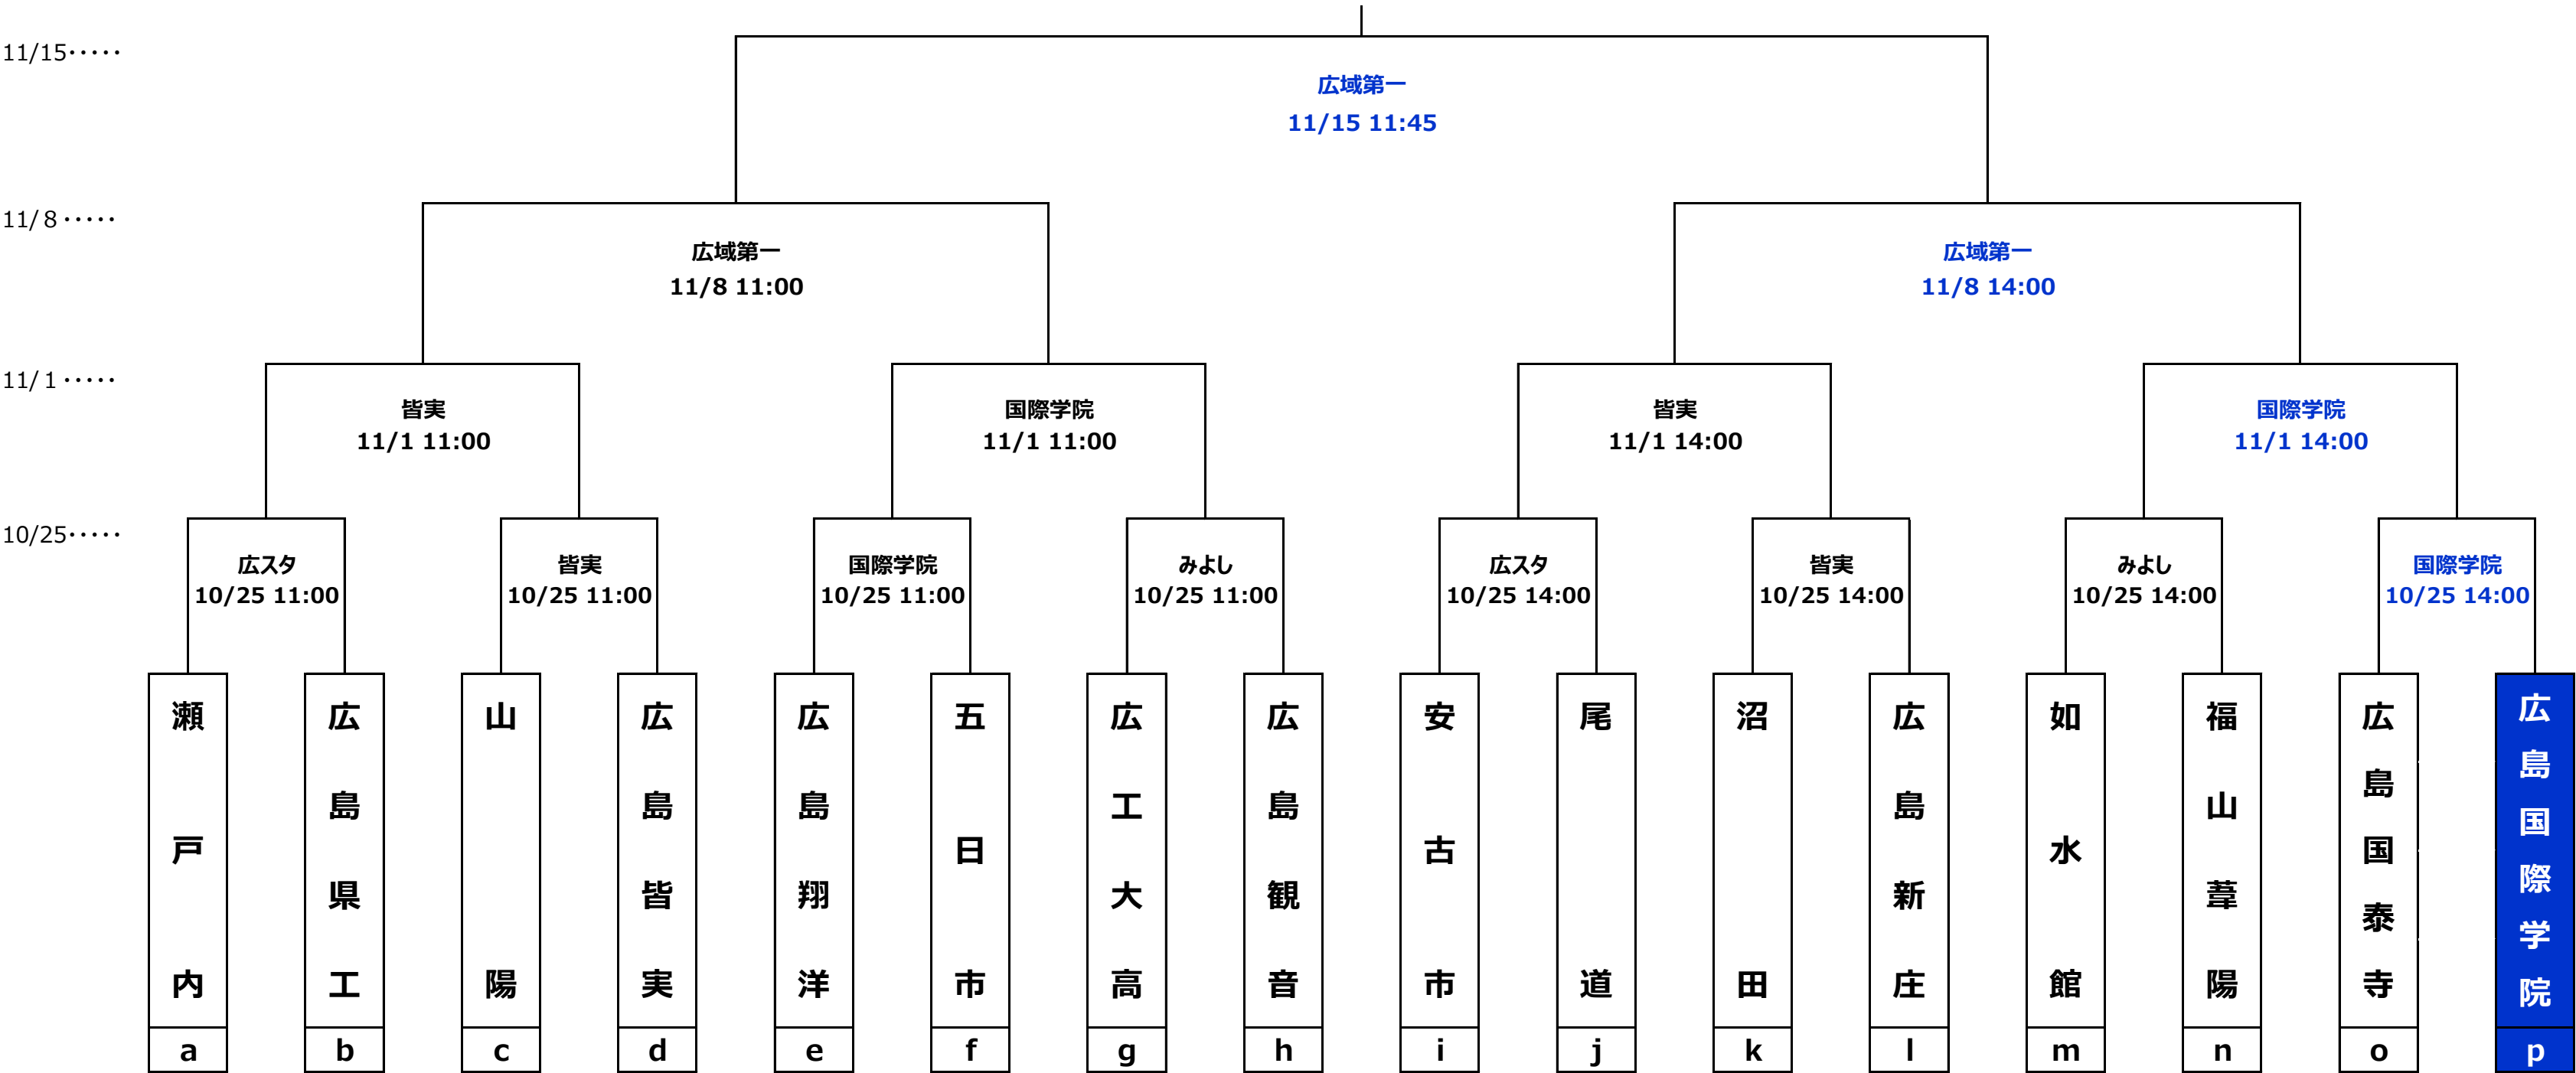 11/15‥‥‥
広域第一
11/15 11:45
11/8‥‥‥
広域第一
11/8 11:00
広域第一
11/8 14:00
11/1‥‥‥
皆実
11/1 11:00
国際学院
11/1 11:00
皆実
11/1 14:00
国際学院
11/1 14:00
10/25‥‥‥
広スタ
10/25 11:00
皆実
10/25 11:00
国際学院
10/25 11:00
みよし
10/25 11:00
広スタ
10/25 14:00
皆実
10/25 14:00
みよし
10/25 14:00
国際学院
10/25 14:00
瀬戸内
a
広島県工
b
山陽
c
広島皆実
d
広島翔洋
e
五日市
f
広工大高
g
広島観音
h
安古市
i
尾道
j
沼田
k
広島新庄
l
如水館
m
福山葦陽
n
広島国泰寺
o
広島国際学院
p